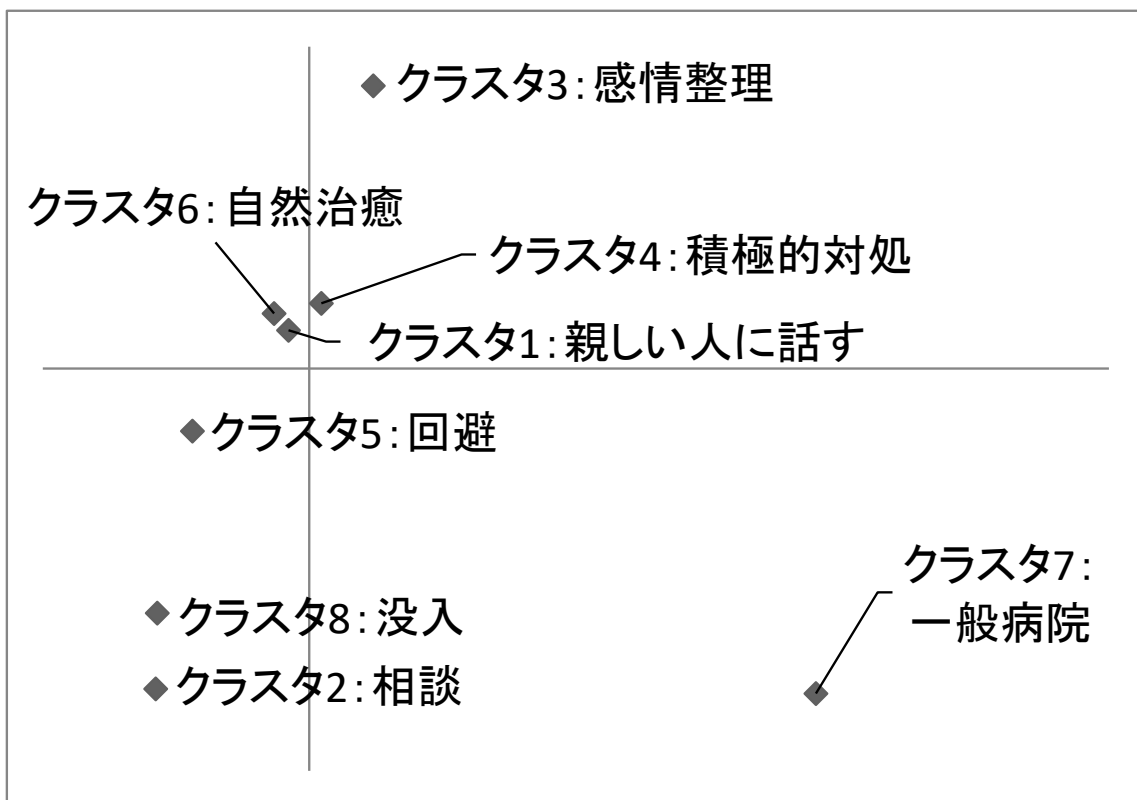 クラスタ3：感情整理
クラスタ6：自然治癒
クラスタ4：積極的対処
クラスタ1：親しい人に話す
クラスタ5：回避
クラスタ7：
一般病院
クラスタ8：没入
クラスタ2：相談